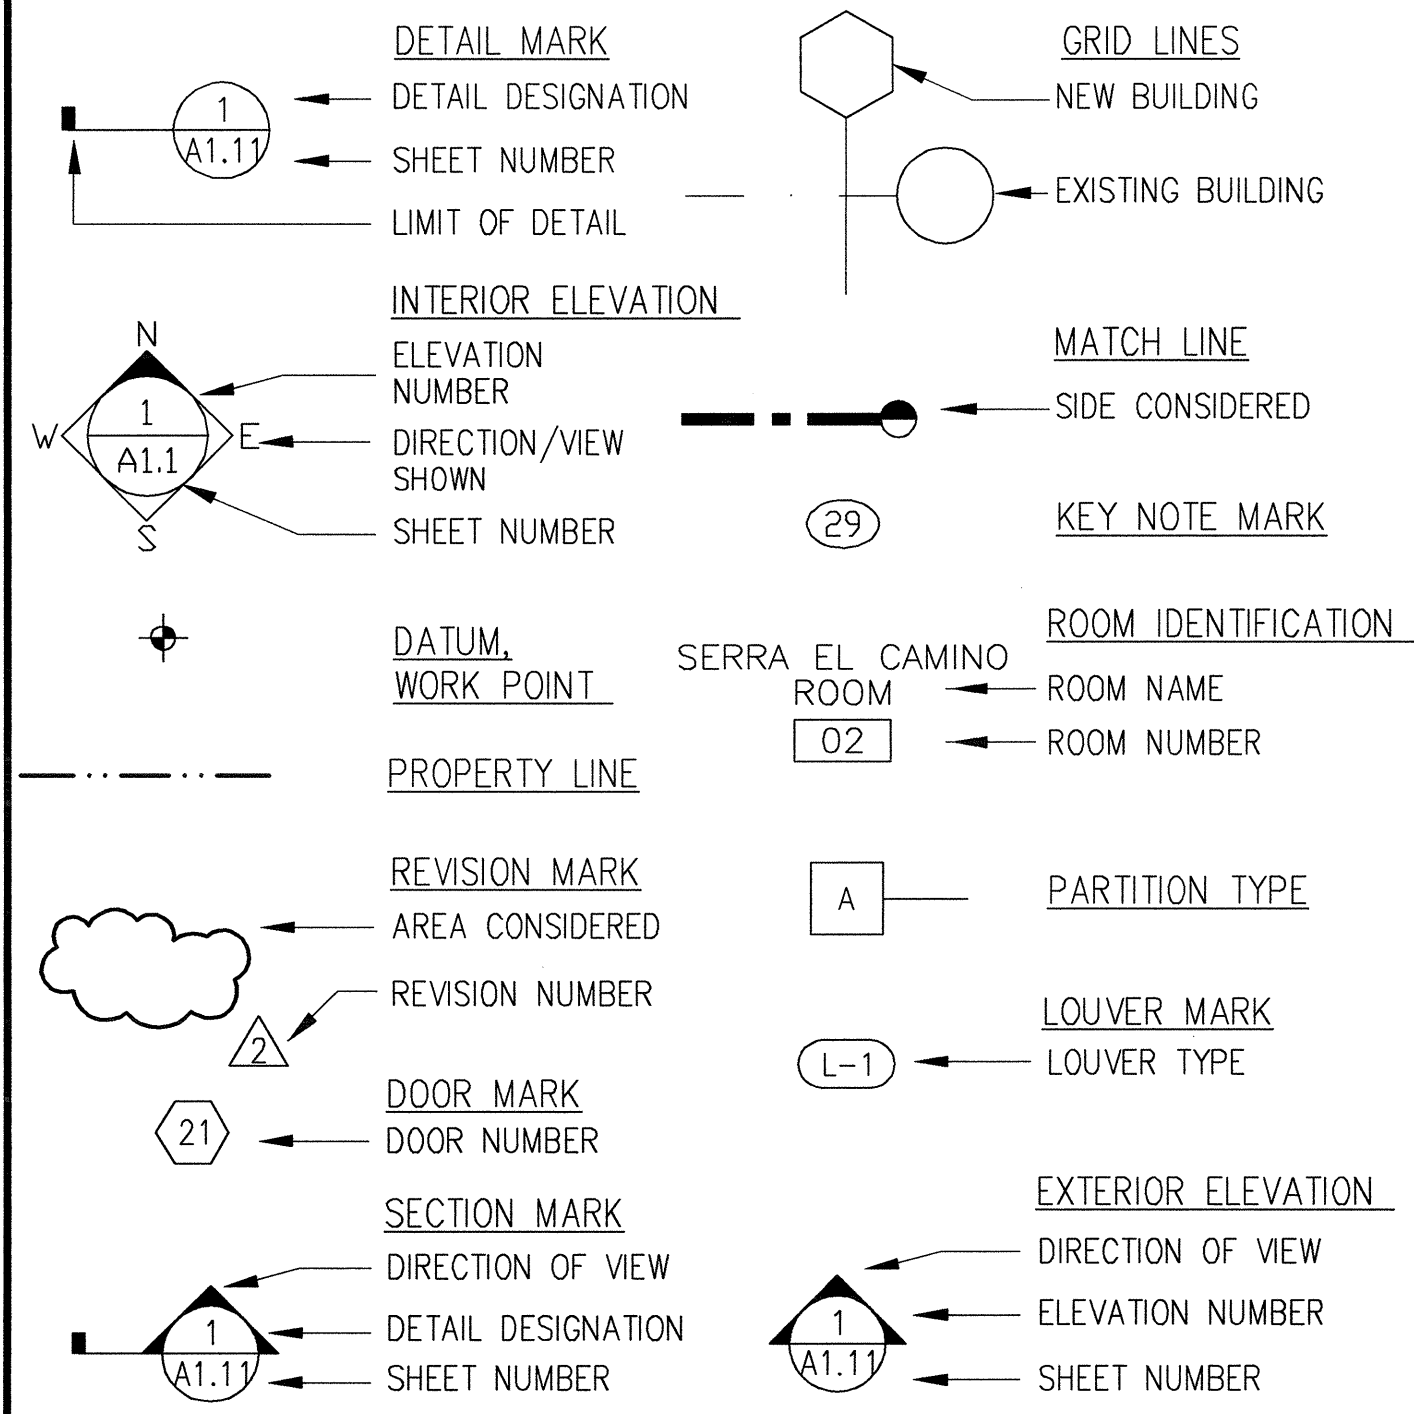 DETAIL MARK
1
A1.11
DETAIL DESIGNATION
SHEET NUMBER
LIMIT OF DETAIL
INTERIOR ELEVATION
N
W
E
S
1
A1.1
ELEVATION
NUMBER
DIRECTION/VIEW
SHOWN
SHEET NUMBER
DATUM,
WORK POINT
PROPERTY LINE
REVISION MARK
AREA CONSIDERED
REVISION NUMBER
2
DOOR MARK
21
DOOR NUMBER
SECTION MARK
DIRECTION OF VIEW
1
A1.11
DETAIL DESIGNATION
SHEET NUMBER
GRID LINES
NEW BUILDING
EXISTING BUILDING
MATCH LINE
SIDE CONSIDERED
29
KEY NOTE MARK
ROOM IDENTIFICATION
SERRA EL CAMINO
ROOM
ROOM NAME
02
ROOM NUMBER
A
PARTITION TYPE
LOUVER MARK
L-1
LOUVER TYPE
EXTERIOR ELEVATION
DIRECTION OF VIEW
1
A1.11
ELEVATION NUMBER
SHEET NUMBER